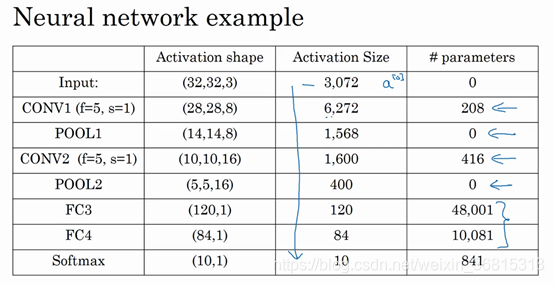 Neural network example
Activation shape Activation Size # parameters
Input: (32,32,3) 3,072 a[0] 0
CONV1 (f=5, s=1) (28,28,8) 6,272 208
POOL1 (14,14,8) 1,568 0
CONV2 (f=5, s=1) (10,10,16) 1,600 416
POOL2 (5,5,16) 400 0
FC3 (120,1) 120 48,001
FC4 (84,1) 84 10,081
Softmax (10,1) 10 841
https://blog.csdn.net/weixin_36815313